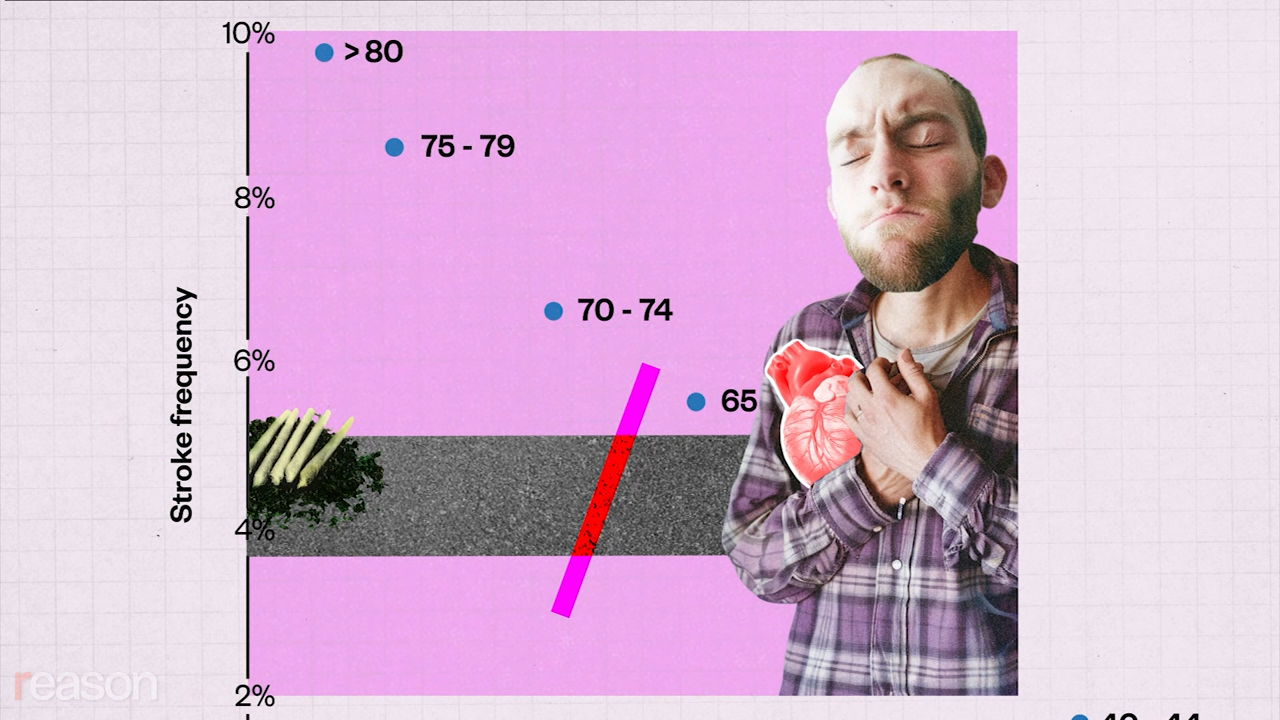 10%
> 80
75 - 79
8%
70 - 74
6%
65
Stroke frequency
4%
reason
2%